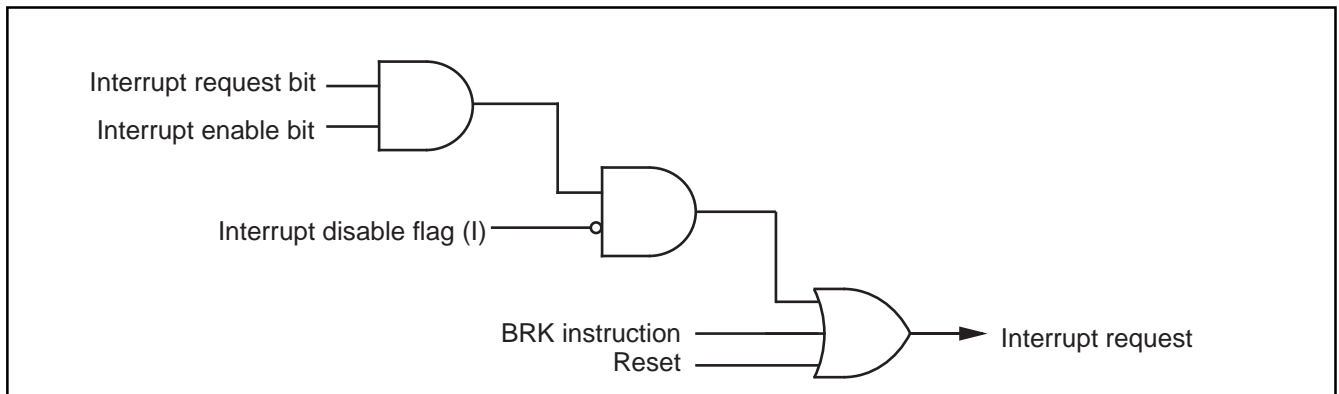 Interrupt request bit
Interrupt enable bit
Interrupt disable flag (I)
BRK instruction
Reset
Interrupt request